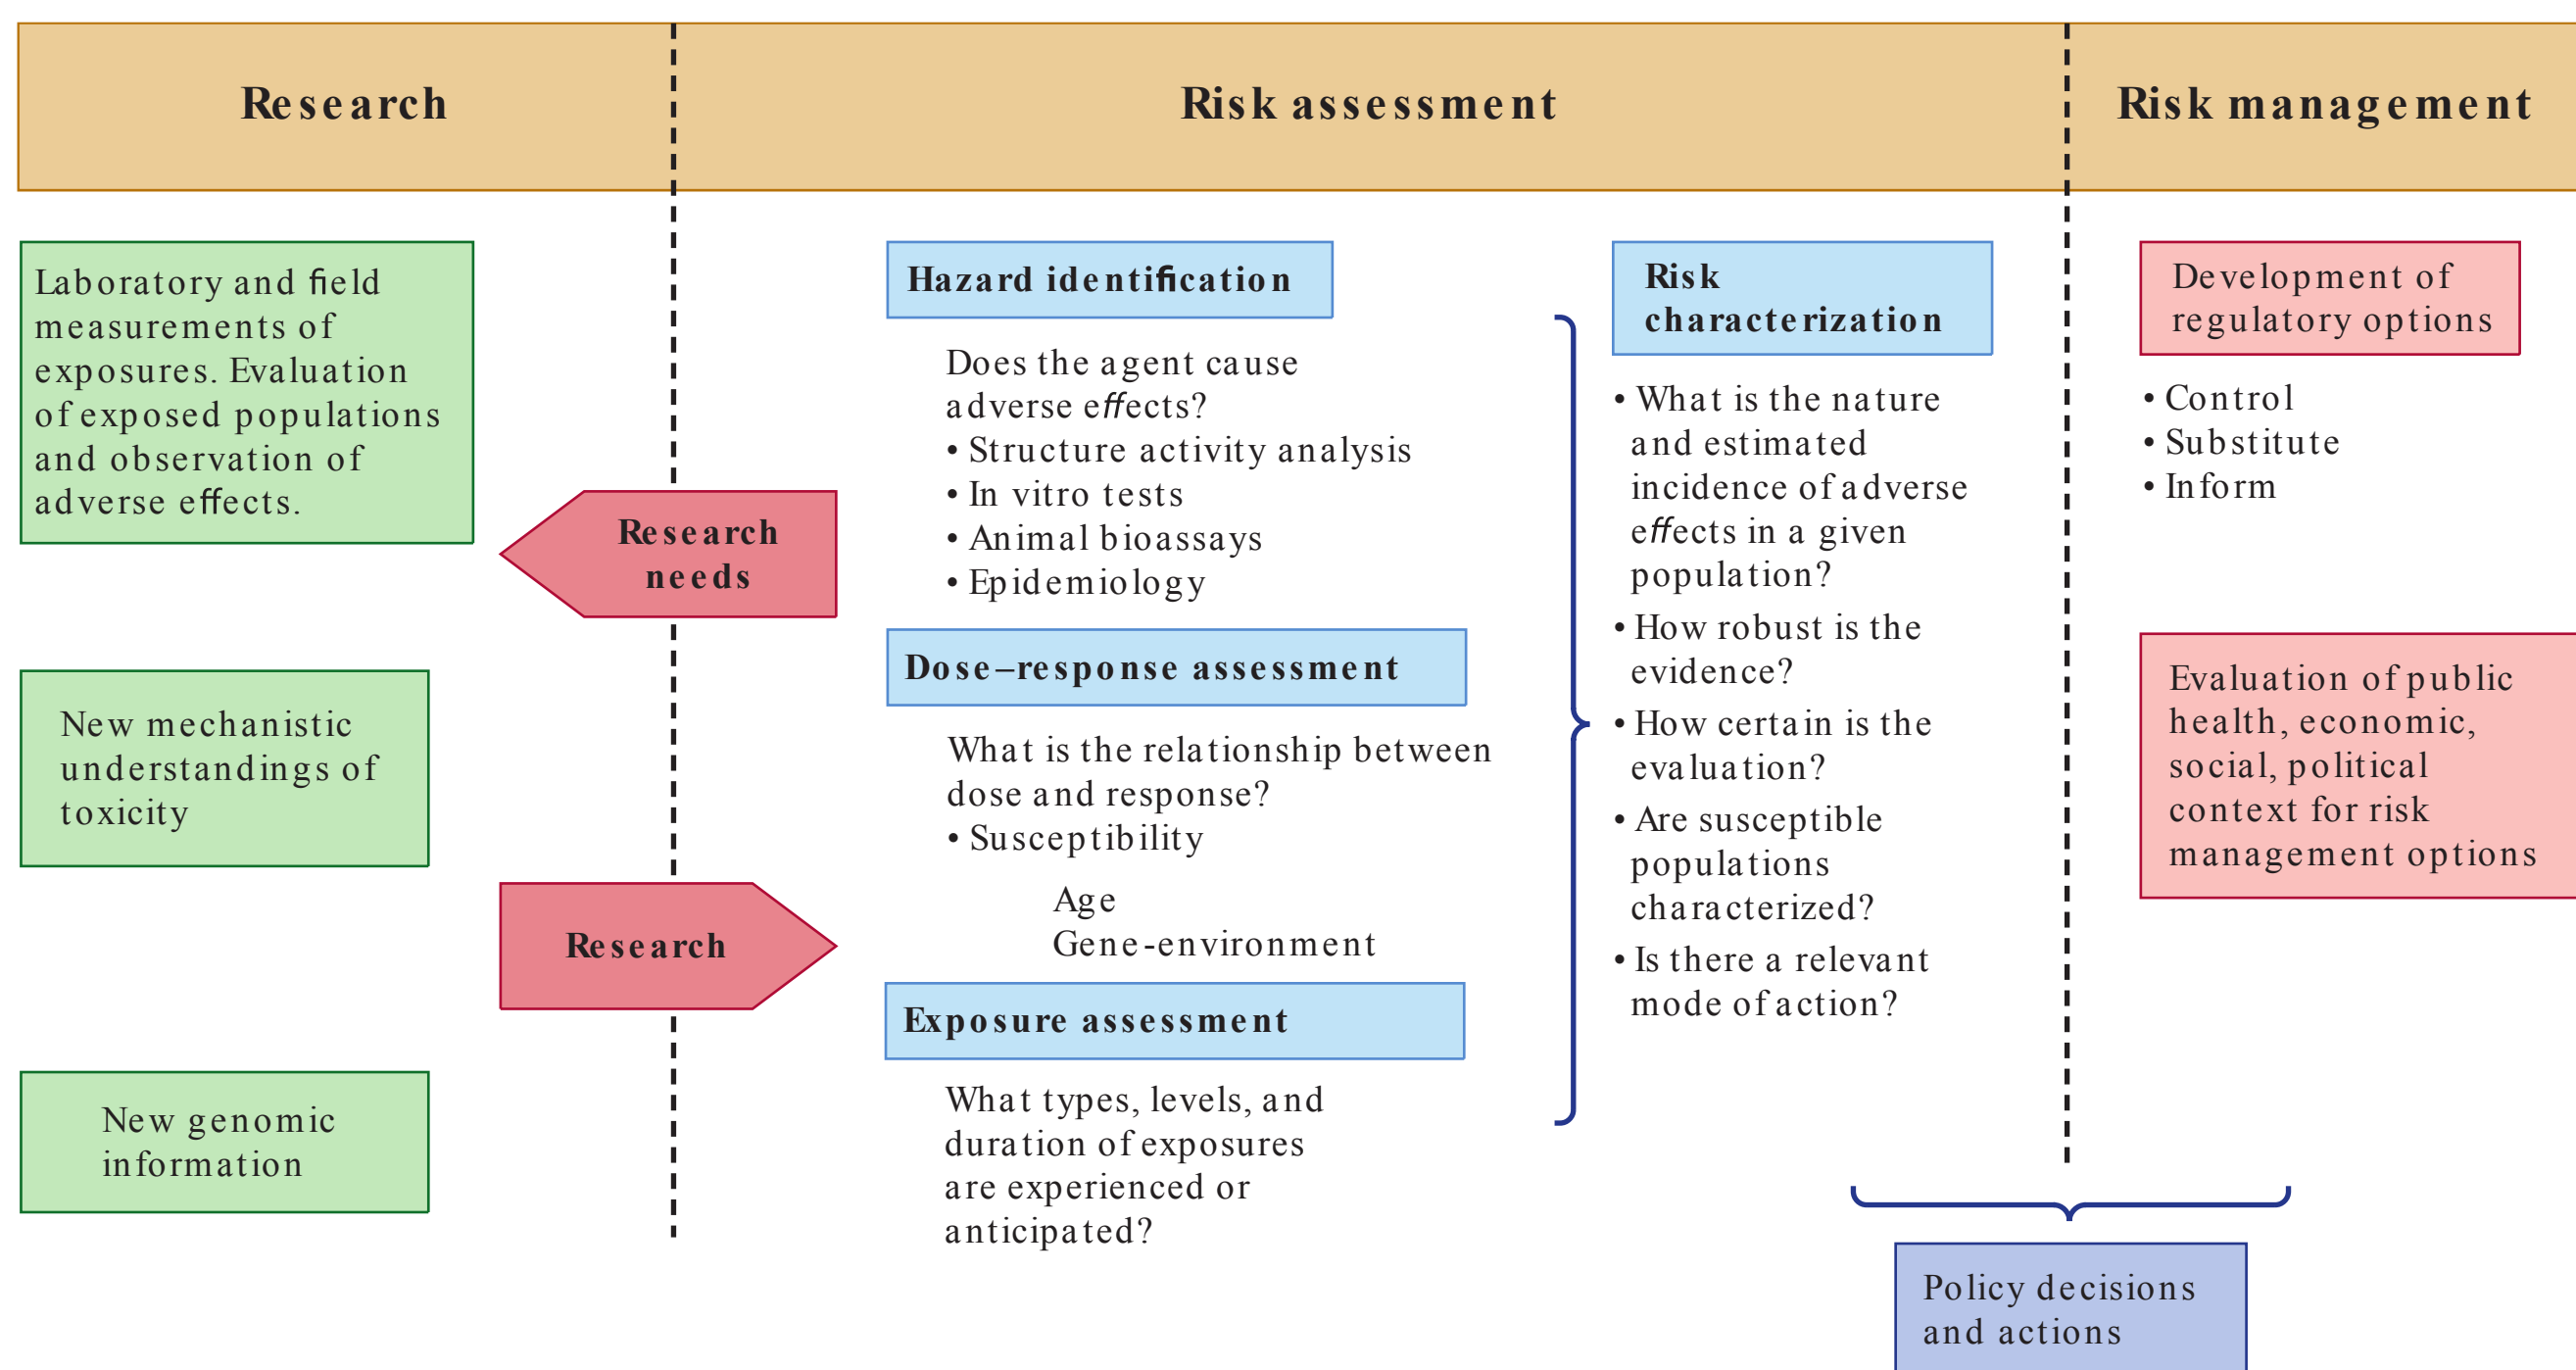 Research
Risk assessment
Risk management
Laboratory and field
measurements of
exposures. Evaluation
of exposed populations
and observation of
adverse effects.
New mechanistic
understandings of
toxicity
New genomic
information
Research
needs
Research
Hazard identification
Does the agent cause
adverse effects?
• Structure activity analysis
• In vitro tests
• Animal bioassays
• Epidemiology
Dose–response assessment
What is the relationship between
dose and response?
• Susceptibility
Age
Gene-environment
Exposure assessment
What types, levels, and
duration of exposures
are experienced or
anticipated?
Risk
characterization
• What is the nature
and estimated
incidence of adverse
effects in a given
population?
• How robust is the
evidence?
• How certain is the
evaluation?
• Are susceptible
populations
characterized?
• Is there a relevant
mode of action?
Development of
regulatory options
• Control
• Substitute
• Inform
Evaluation of public
health, economic,
social, political
context for risk
management options
Policy decisions
and actions